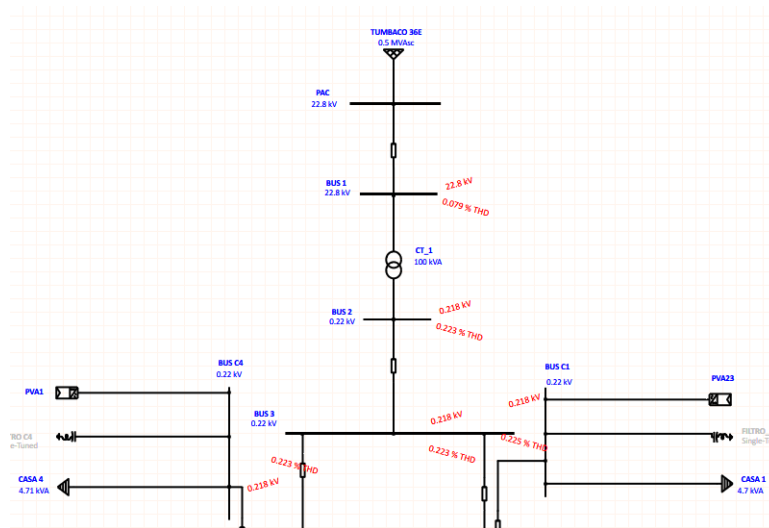 TUMBACO 36E
0.5 MVAsc
PAC
22.8 kV
BUS 1
22.8 kV
22.8 kV
0.079 % THD
CT_1
100 kVA
BUS 2
0.22 kV
0.218 kV
0.223 % THD
BUS C4
0.22 kV
BUS C1
0.22 kV
PVA1
PVA23
BUS 3
0.22 kV
0.218 kV
0.218 kV
'RO C4
e-Tuned
0.225 % THD
FILTRO_
Single-T
0.223 % THD
0.223 % THD
CASA 4
4.71 kVA
0.218 kV
CASA 1
4.7 kVA